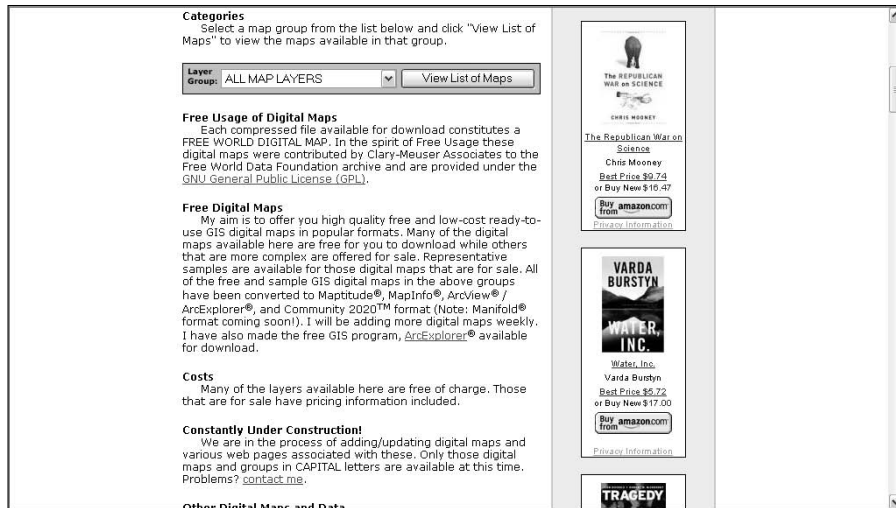 Categories
Select a map group from the list below and click "View List of
Maps" to view the maps available in that group.
Layer
Group:
ALL MAP LAYERS
View List of Maps
Free Usage of Digital Maps
Each compressed file available for download constitutes a
FREE WORLD DIGITAL MAP. In the spirit of Free Usage these
digital maps were contributed by Clary-Meuser Associates to the
Free World Data Foundation archive and are provided under the
GNU General Public License (GPL).
Free Digital Maps
My aim is to offer you high quality free and low-cost ready-to-
use GIS digital maps in popular formats. Many of the digital
maps available here are free for you to download while others
that are more complex are offered for sale. Representative
samples are available for those digital maps that are for sale. All
of the free and sample GIS digital maps in the above groups
have been converted to Maptitude®, MapInfo®, ArcView® /
ArcExplorer®, and Community 2020™ format (Note: Manifold®
format coming soon!). I will be adding more digital maps weekly.
I have also made the free GIS program, ArcExplorer® available
for download.
Costs
Many of the layers available here are free of charge. Those
that are for sale have pricing information included.
Constantly Under Construction!
We are in the process of adding/updating digital maps and
various web pages associated with these. Only those digital
maps and groups in CAPITAL letters are available at this time.
Problems? contact me.
Other Digital Maps and Data
The REPUBLICAN
WAR on SCIENCE
CHRIS MOONEY
The Republican War on
Science
Chris Mooney
Best Price $9.74
or Buy New $16.47
Buy from amazon.com
Privacy Information
VARDA
BURSTYN
WATER,
INC.
Water, Inc.
Varda Burstyn
Best Price $5.72
or Buy New $17.00
Buy from amazon.com
Privacy Information
TRAGEDY